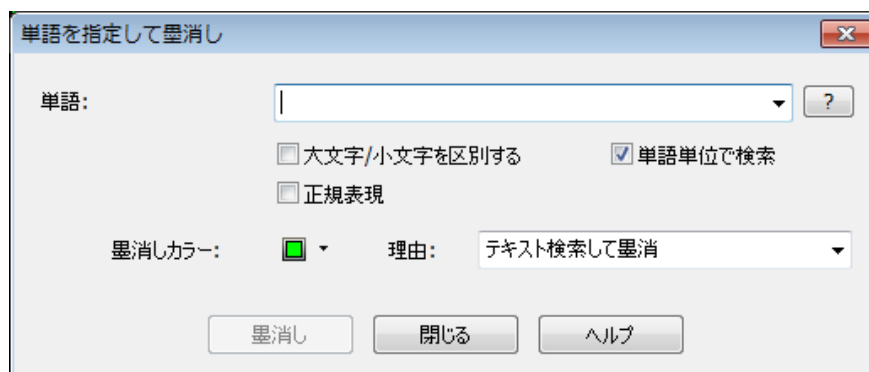 単語を指定して墨消し
単語:
?
大文字/小文字を区別する 単語単位で検索
正規表現
墨消しカラー: 理由: テキスト検索して墨消
墨消し 閉じる ヘルプ